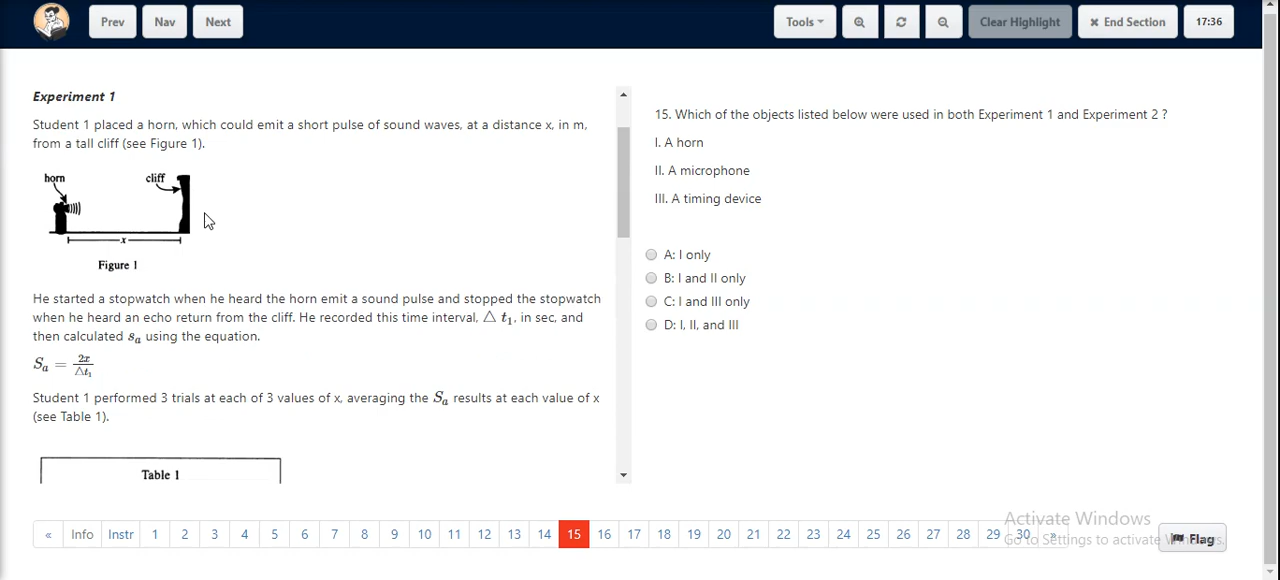 Prev Nav Next Tools Clear Highlight ✖ End Section 17:36
Experiment 1
Student 1 placed a horn, which could emit a short pulse of sound waves, at a distance x, in m,
from a tall cliff (see Figure 1).
horn cliff
x
Figure 1
He started a stopwatch when he heard the horn emit a sound pulse and stopped the stopwatch
when he heard an echo return from the cliff. He recorded this time interval, △ t₁, in sec, and
then calculated sₐ using the equation.
Sₐ = 2x/△t₁
Student 1 performed 3 trials at each of 3 values of x, averaging the Sₐ results at each value of x
(see Table 1).
Table 1
15. Which of the objects listed below were used in both Experiment 1 and Experiment 2 ?
I. A horn
II. A microphone
III. A timing device
A: I only
B: I and II only
C: I and III only
D: I, II, and III
« Info Instr 1 2 3 4 5 6 7 8 9 10 11 12 13 14 15 16 17 18 19 20 21 22 23 24 25 26 27 28 29 30 »
Activate Windows
Go to Settings to activate Windows.
Flag